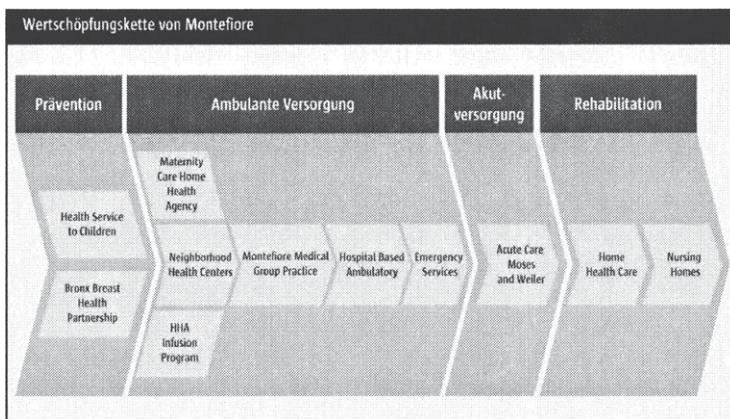 Wertschöpfungskette von Montefiore
Prävention
Ambulante Versorgung
Akut-
versorgung
Rehabilitation
Health Service
to Children
Bronx Breast
Health
Partnership
Maternity
Care Home
Health
Agency
Neighborhood
Health Centers
HHA
Infusion
Program
Montefiore Medical
Group Practice
Hospital Based
Ambulatory
Emergency
Services
Acute Care
Moses
and Weiler
Home
Health Care
Nursing
Homes